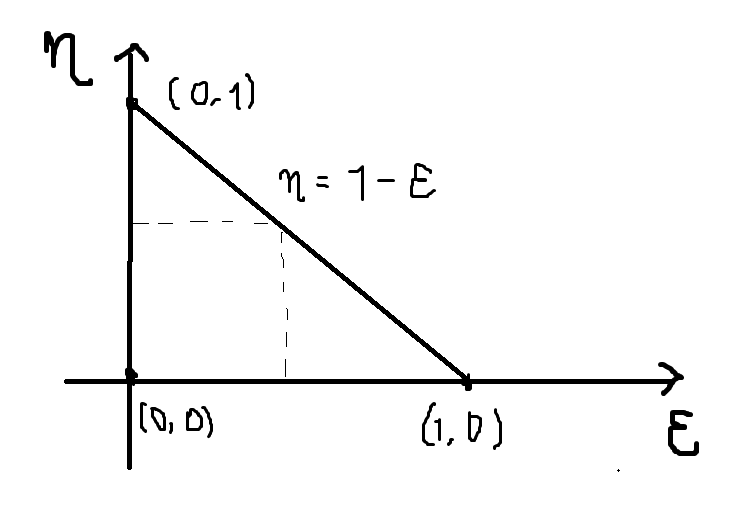 η
(0,1)
η = 1 - ε
(0,0)
(1,0)
ε